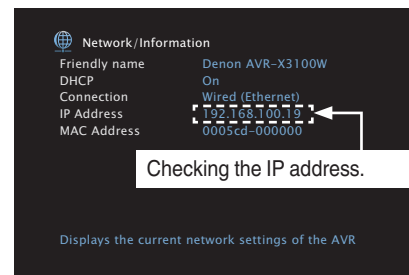 Network/Information
Friendly name Denon AVR-X3100W
DHCP On
Connection Wired (Ethernet)
IP Address 192.168.100.19
MAC Address 0005cd-000000
Checking the IP address.
Displays the current network settings of the AVR